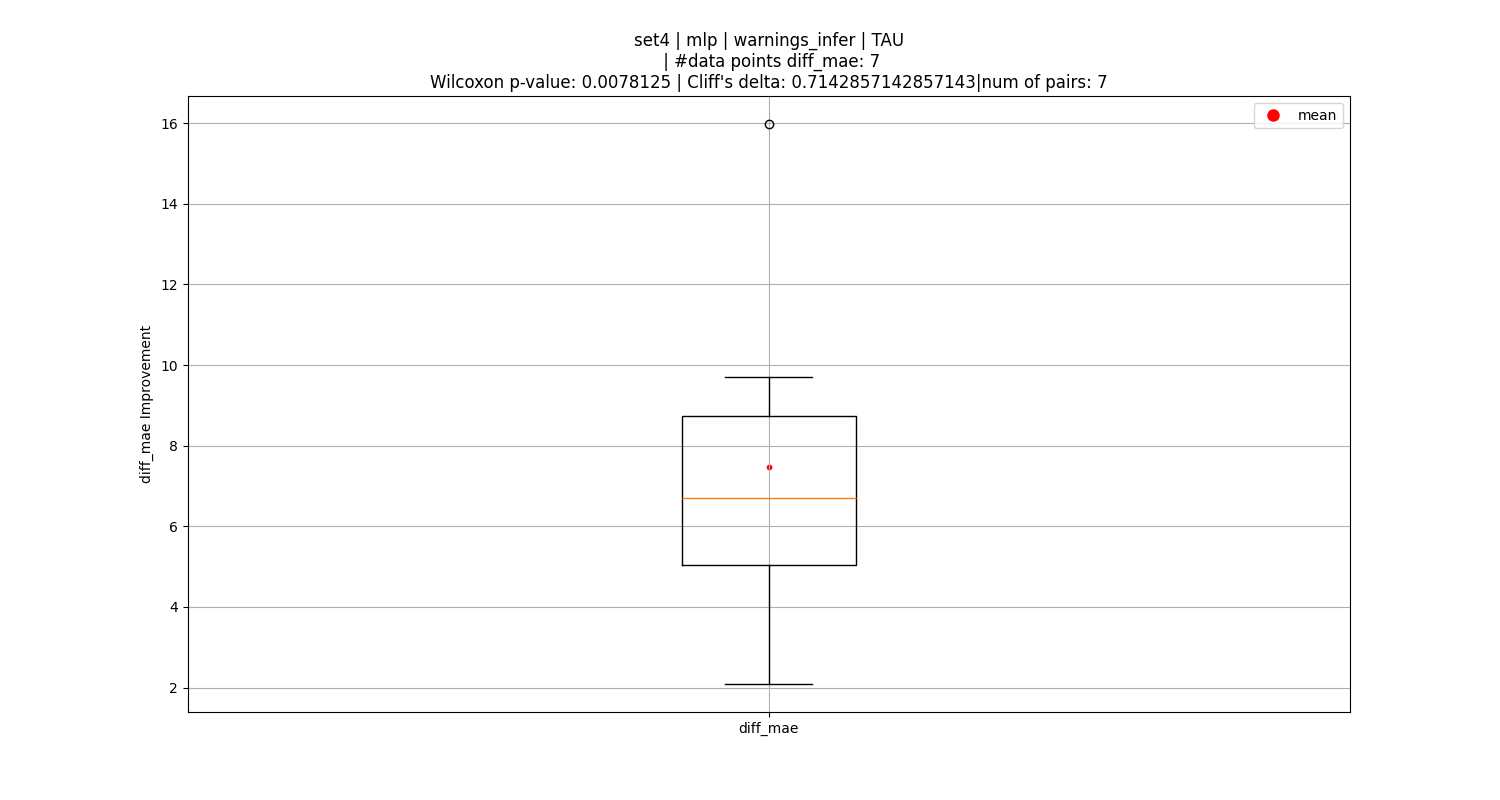 set4 | mlp | warnings_infer | TAU
| #data points diff_mae: 7
Wilcoxon p-value: 0.0078125 | Cliff's delta: 0.7142857142857143|num of pairs: 7
mean
16
14
12
10
8
6
4
2
diff_mae Improvement
diff_mae